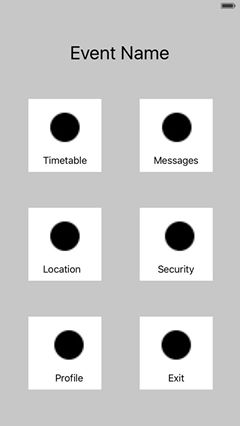 Event Name
Timetable
Messages
Location
Security
Profile
Exit